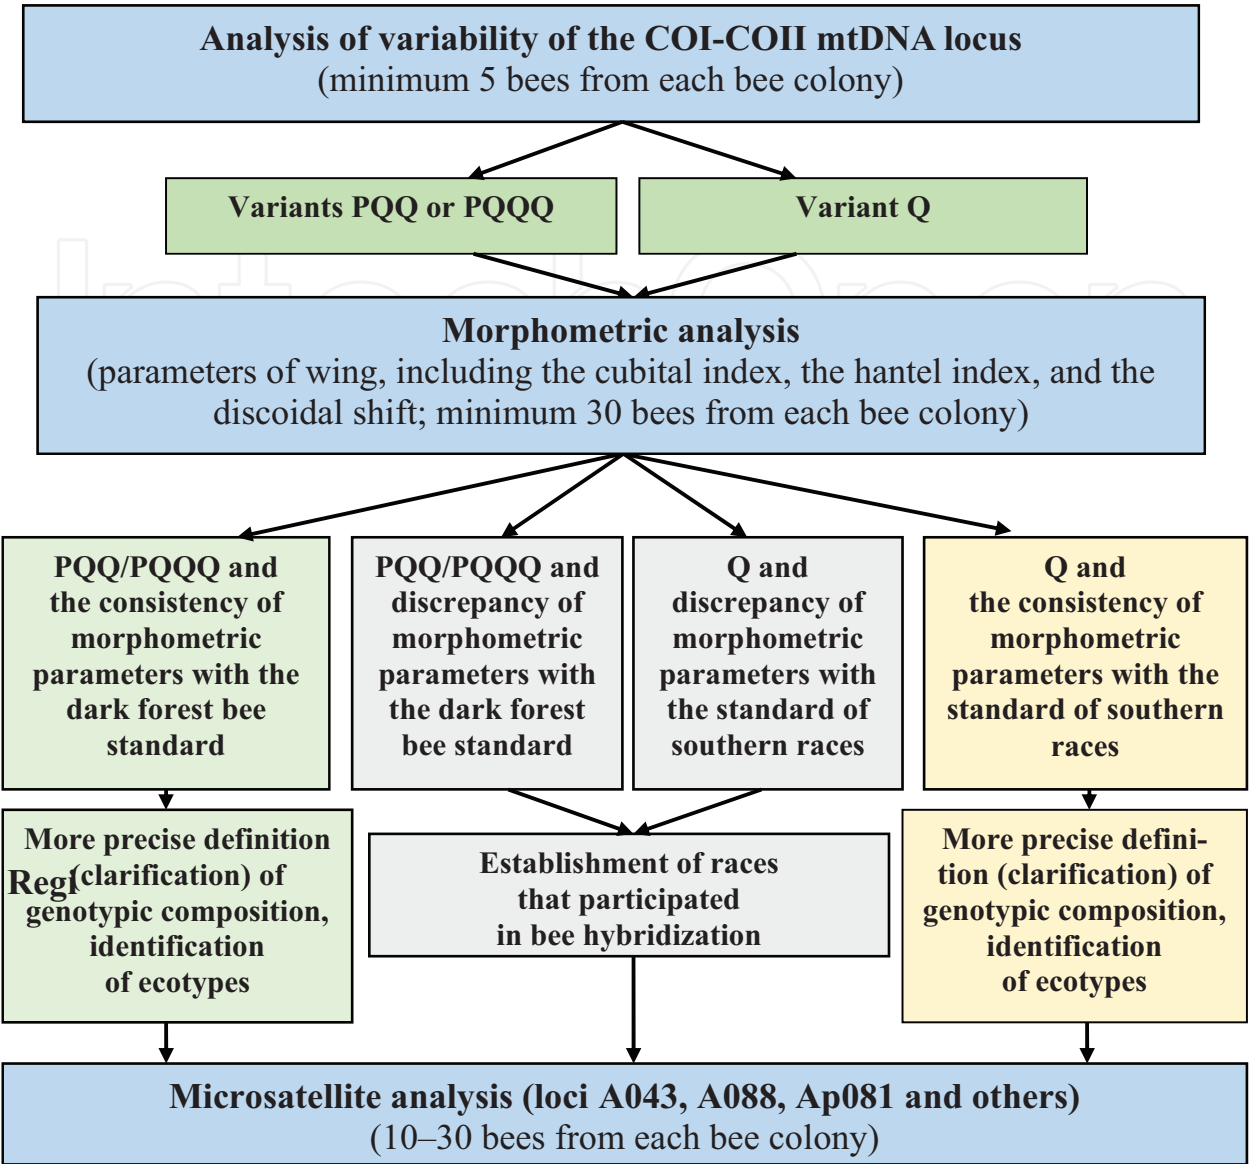 Analysis of variability of the COI-COII mtDNA locus
(minimum 5 bees from each bee colony)
Variants PQQ or PQQQ
Variant Q
IntechOpen
Morphometric analysis
(parameters of wing, including the cubital index, the hantel index, and the
discoidal shift; minimum 30 bees from each bee colony)
PQQ/PQQQ and
the consistency of
morphometric
parameters with the
dark forest bee
standard
PQQ/PQQQ and
discrepancy of
morphometric
parameters with
the dark forest
bee standard
Q and
discrepancy of
morphometric
parameters with
the standard of
southern races
Q and
the consistency of
morphometric
parameters with the
standard of southern
races
More precise definition
(clarification) of
genotypic composition,
identification
of ecotypes
Regi
Establishment of races
that participated
in bee hybridization
More precise defini-
tion (clarification) of
genotypic composition,
identification
of ecotypes
Microsatellite analysis (loci A043, A088, Ap081 and others)
(10–30 bees from each bee colony)